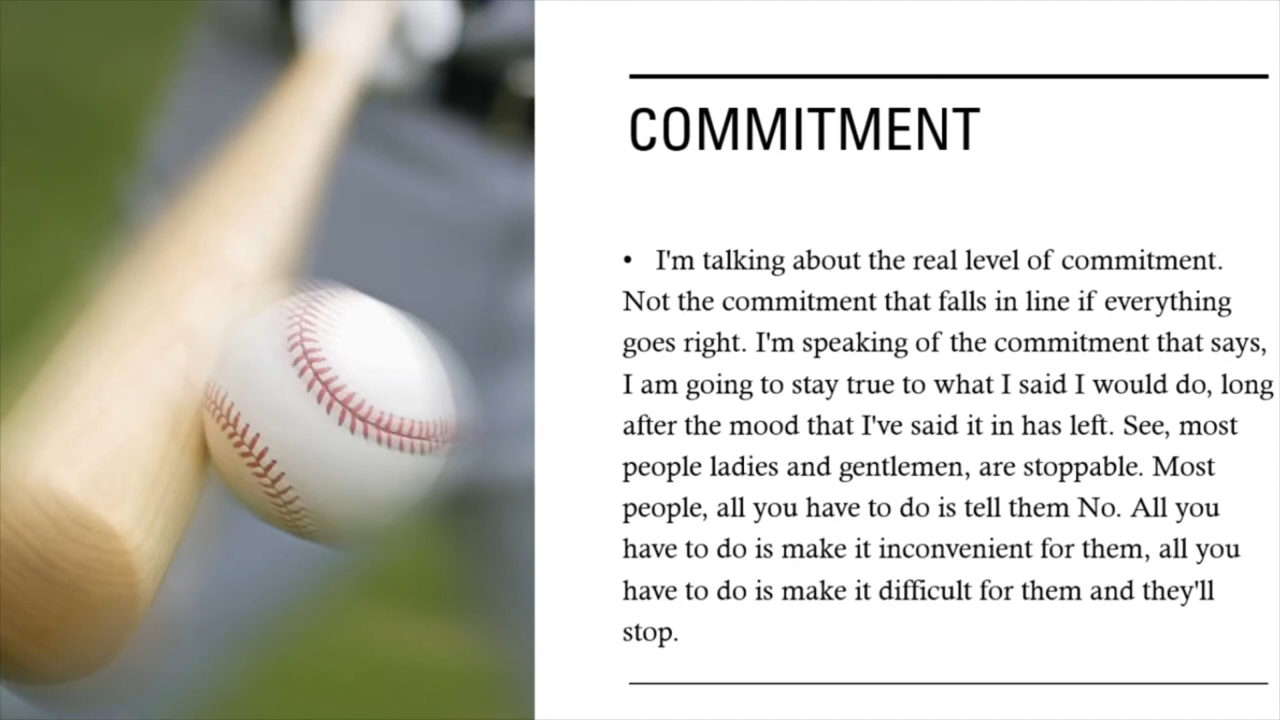 COMMITMENT
• I'm talking about the real level of commitment.
Not the commitment that falls in line if everything
goes right. I'm speaking of the commitment that says,
I am going to stay true to what I said I would do, long
after the mood that I've said it in has left. See, most
people ladies and gentlemen, are stoppable. Most
people, all you have to do is tell them No. All you
have to do is make it inconvenient for them, all you
have to do is make it difficult for them and they'll
stop.